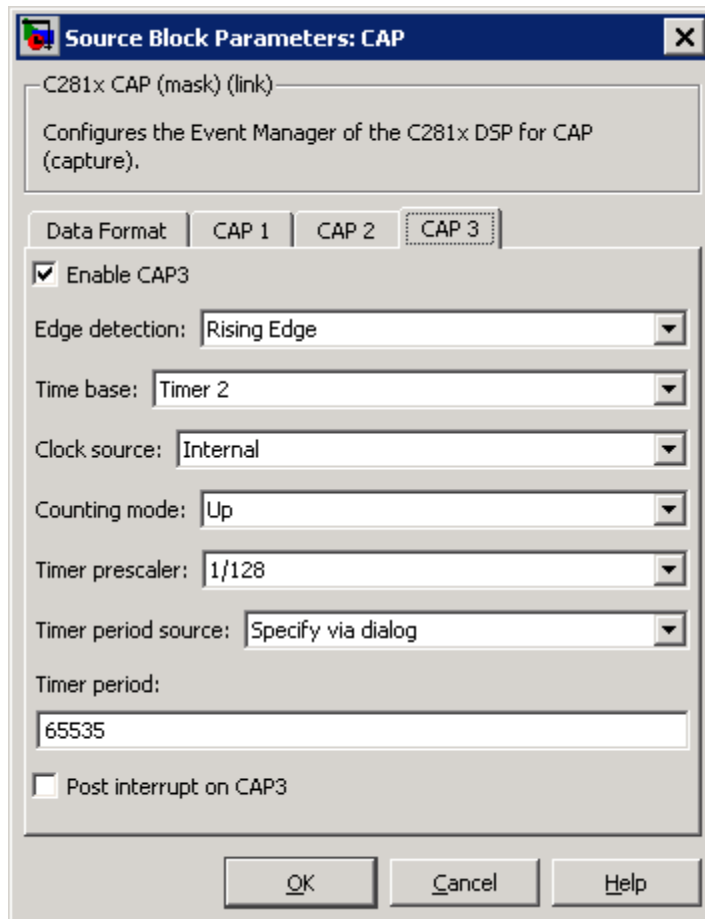 Source Block Parameters: CAP
C281x CAP (mask) (link)
Configures the Event Manager of the C281x DSP for CAP
(capture).
Data Format CAP 1 CAP 2 CAP 3
Enable CAP3
Edge detection: Rising Edge
Time base: Timer 2
Clock source: Internal
Counting mode: Up
Timer prescaler: 1/128
Timer period source: Specify via dialog
Timer period:
65535
Post interrupt on CAP3
OK Cancel Help